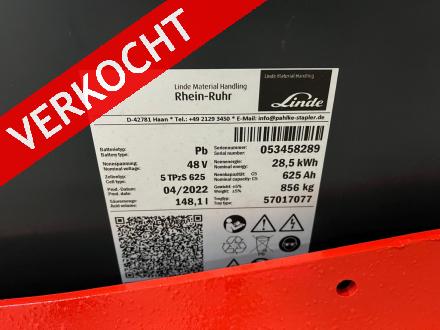 VERKOCHT
Linde Material Handling
Rhein-Ruhr
Linde Material Handling
Linde
D-42781 Haan * Tel.: +49 2129 3450 * E-Mail: info@pahlke-stapler.de
Batterietyp: Pb
Battery type:
Seriennummer: 053458289
Serial number:
Nennspannung: 48 V
Nominal voltage:
Nennenergie: 28,5 kWh
Nominal energy:
Zellentyp: 5 TPzS 625
Cell type:
Nennkapazität C5 625 Ah
Nominal capacity: C5
Prod.-Datum: 04/2022
Prod. Date:
Gewicht: ±5% 856 kg
Weight: ±5%
Säuremenge: 148,1 l
Acid volume:
Trogtyp: 57017077
Pb